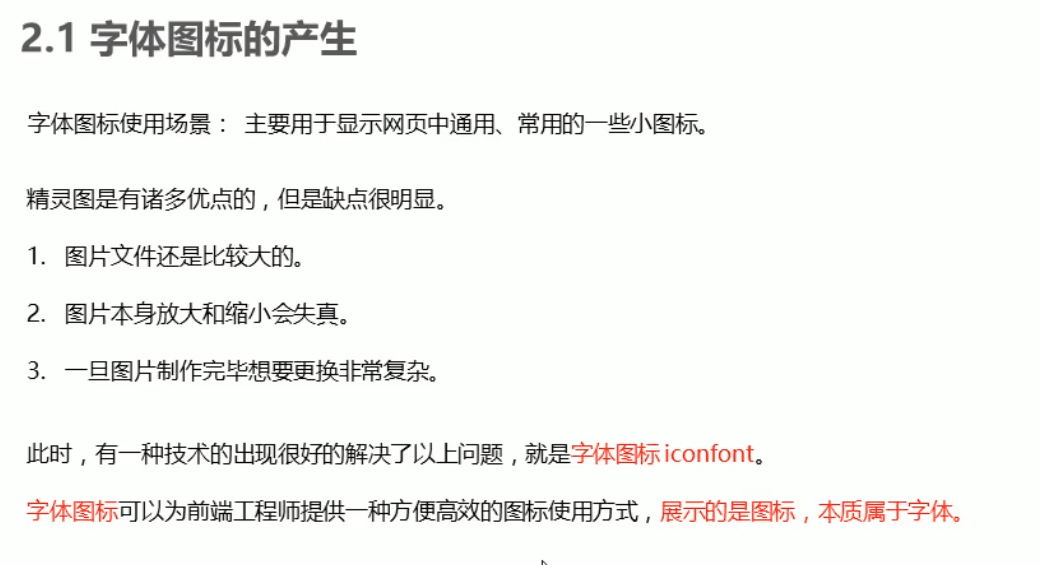 2.1 字体图标的产生
字体图标使用场景： 主要用于显示网页中通用、常用的一些小图标。
精灵图是有诸多优点的，但是缺点很明显。
1. 图片文件还是比较大的。
2. 图片本身放大和缩小会失真。
3. 一旦图片制作完毕想要更换非常复杂。
此时，有一种技术的出现很好的解决了以上问题，就是字体图标 iconfont。
字体图标可以为前端工程师提供一种方便高效的图标使用方式，展示的是图标，本质属于字体。